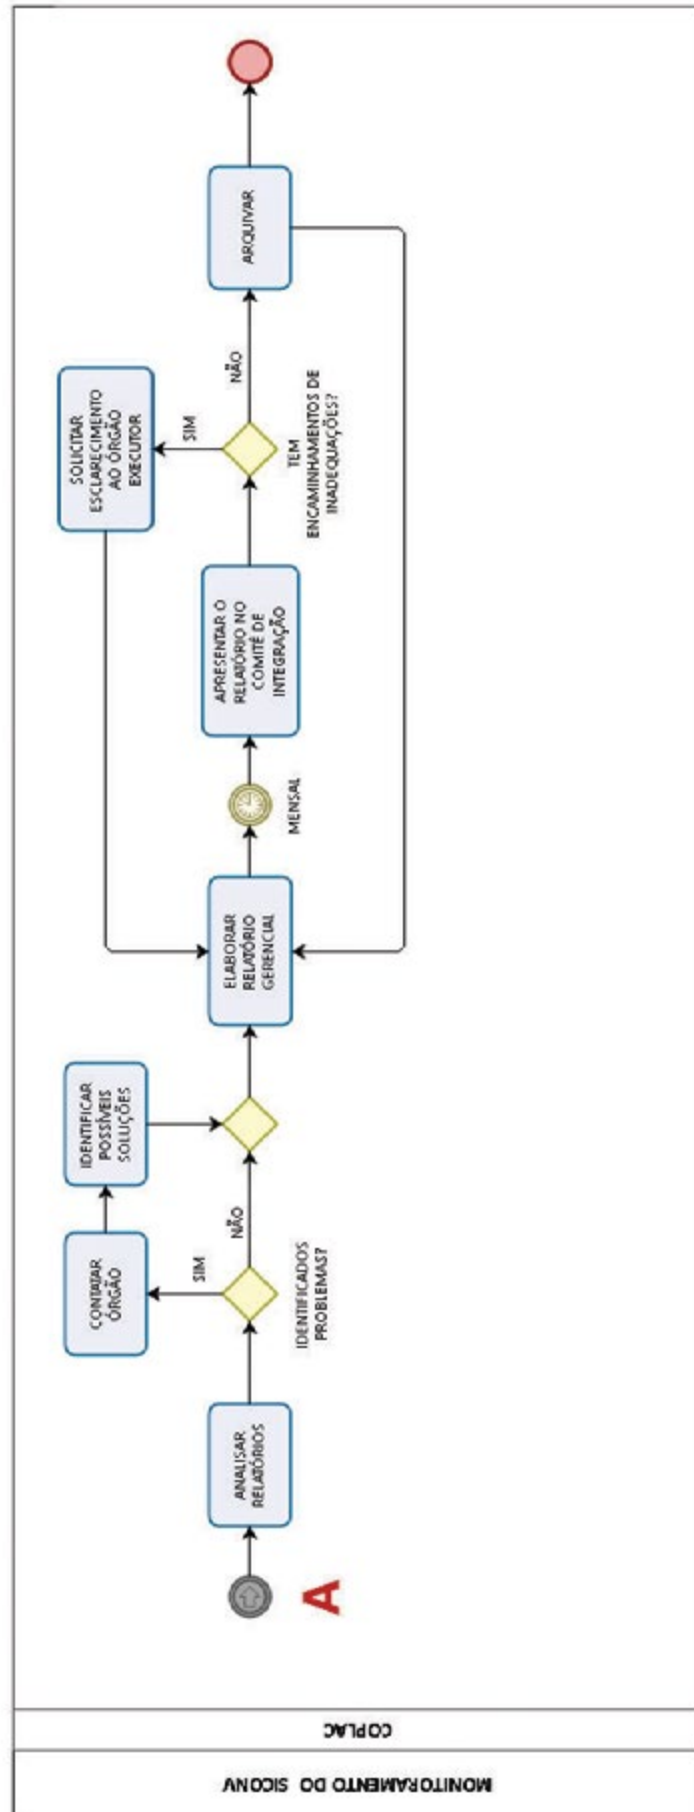 MONITORAMENTO DO SICONV
COPLAC
A
ANALISAR
RELATÓRIOS
IDENTIFICADOS
PROBLEMAS?
SIM
NÃO
CONTATAR
ÓRGÃO
IDENTIFICAR
POSSÍVEIS
SOLUÇÕES
ELABORAR
RELATÓRIO
GERENCIAL
MENSAL
APRESENTAR O
RELATÓRIO NO
COMITÊ DE
INTEGRAÇÃO
TEM
ENCAMINHAMENTOS DE
INADEQUAÇÕES?
SIM
NÃO
SOLICITAR
ESCLARECIMENTO
AO ÓRGÃO
EXECUTOR
ARQUIVAR